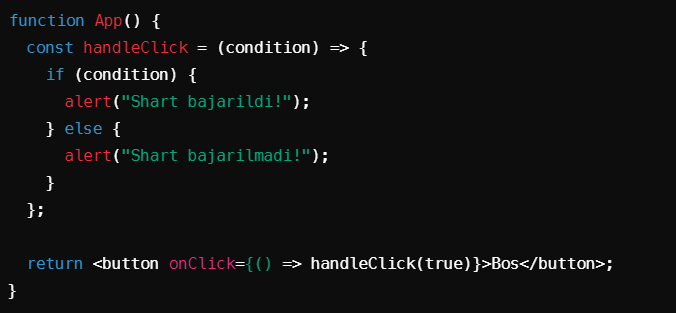 function App() {
  const handleClick = (condition) => {
    if (condition) {
      alert("Shart bajarildi!");
    } else {
      alert("Shart bajarilmadi!");
    }
  };

  return <button onClick={() => handleClick(true)}>Bos</button>;
}